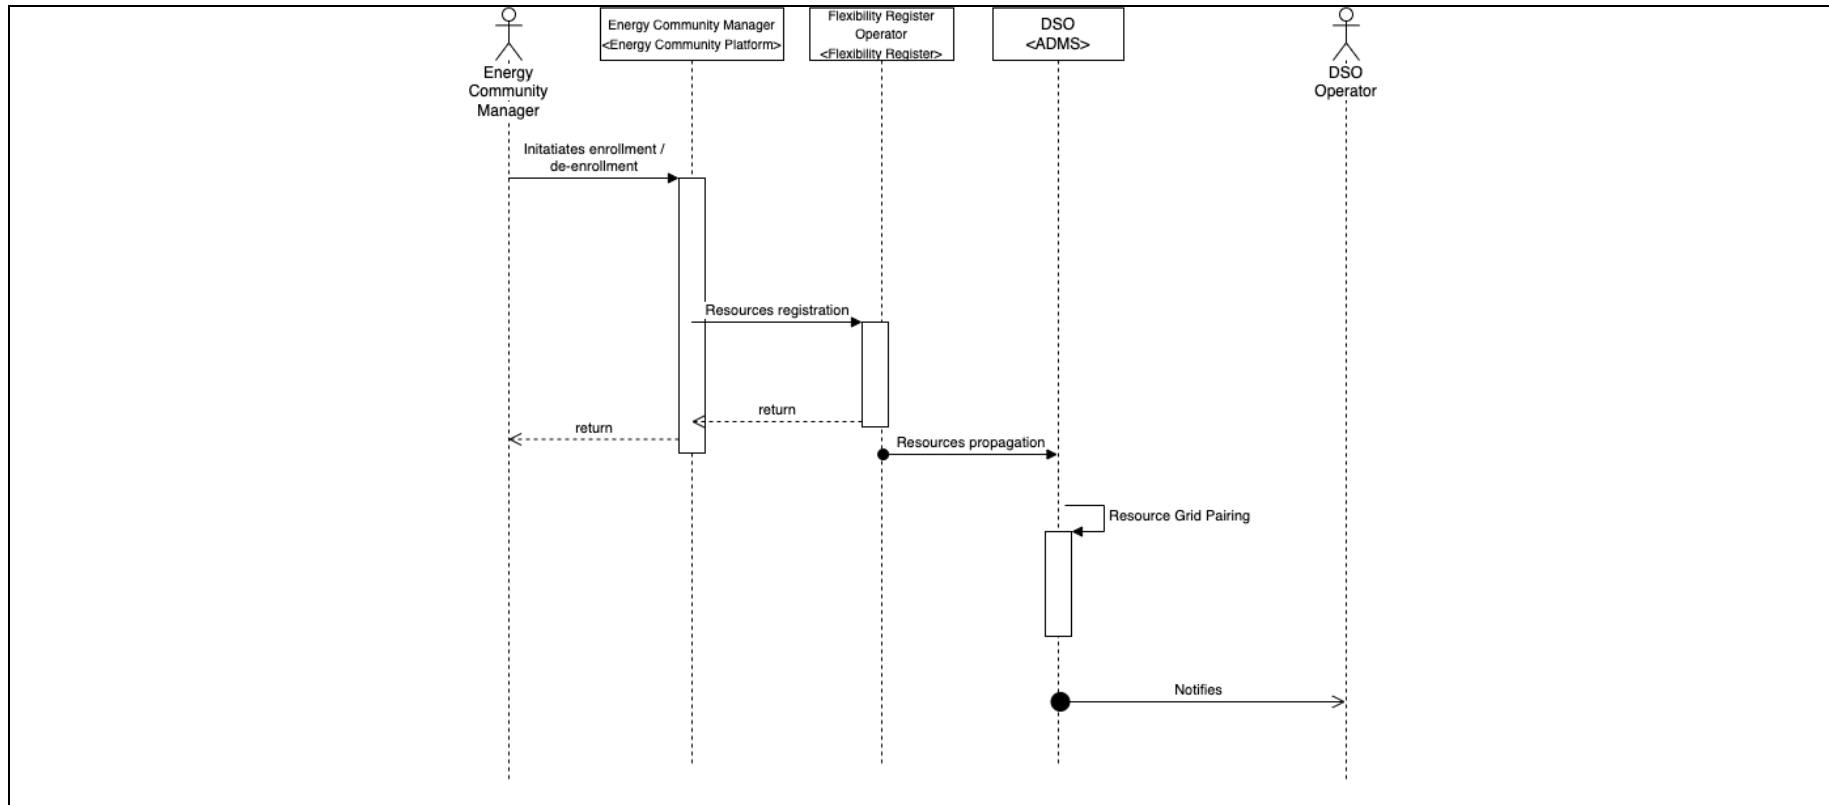 Energy
Community
Manager
Energy Community Manager
<Energy Community Platform>
Flexibility Register
Operator
<Flexibility Register>
DSO
<ADMS>
DSO
Operator
Initatiates enrollment /
de-enrollment
Resources registration
return
return
Resources propagation
Resource Grid Pairing
Notifies